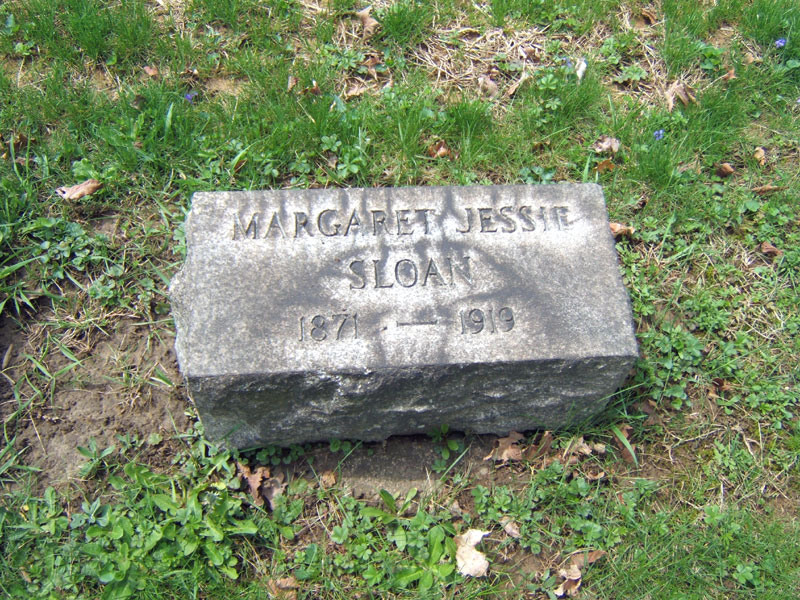 MARGARET JESSIE
SLOAN
1871 — 1919